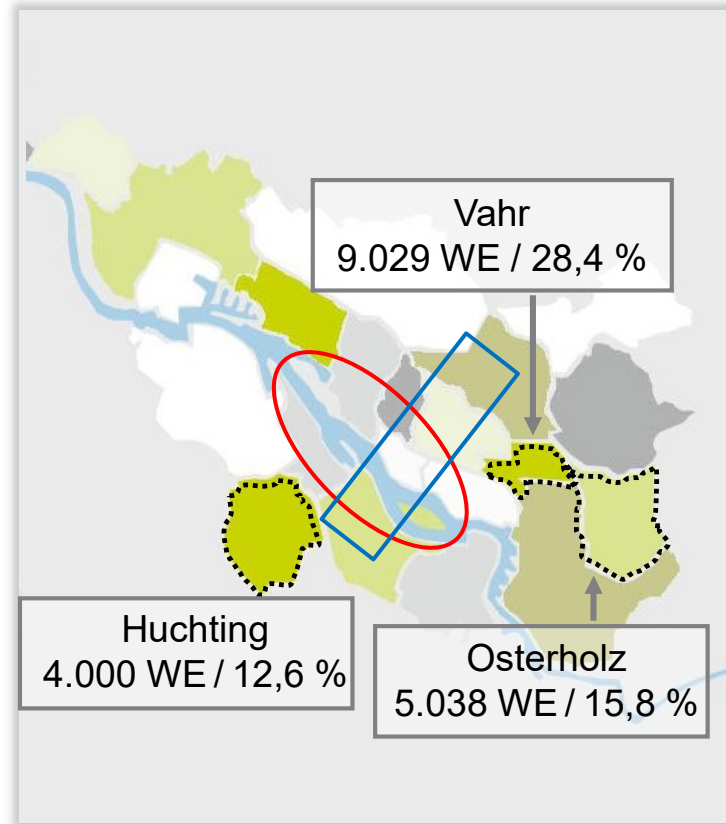 Vahr
9.029 WE / 28,4 %
Huchting
4.000 WE / 12,6 %
Osterholz
5.038 WE / 15,8 %